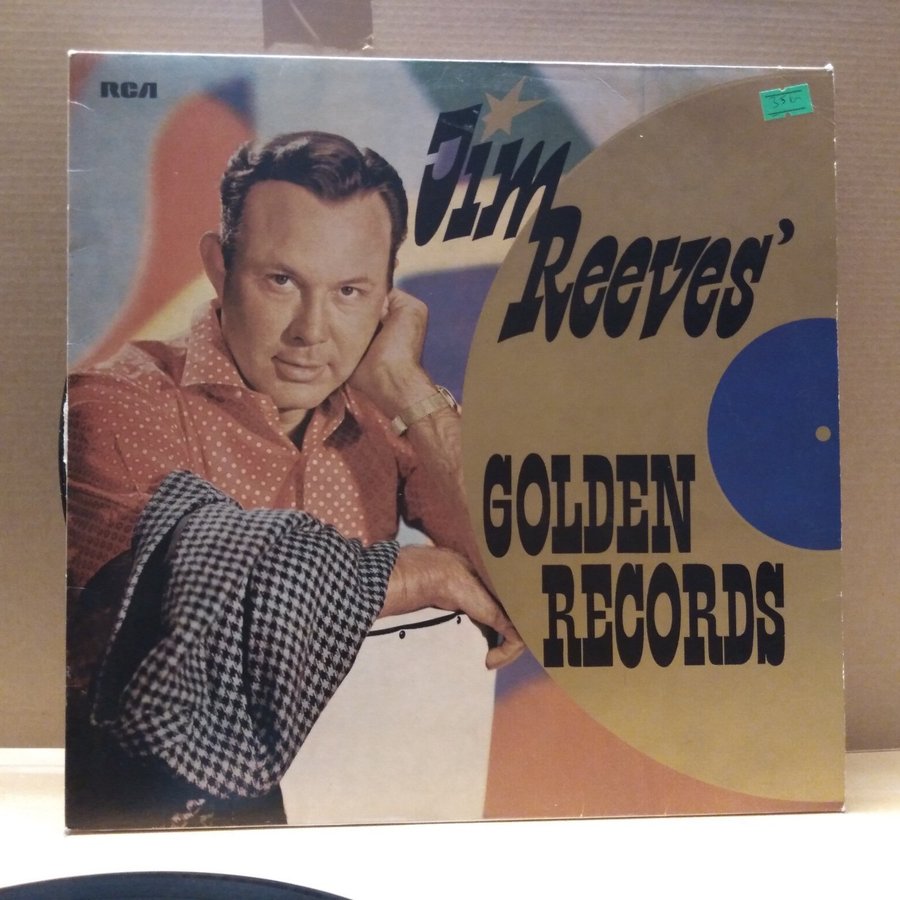 RCA
Jim
Reeves'
GOLDEN
RECORDS